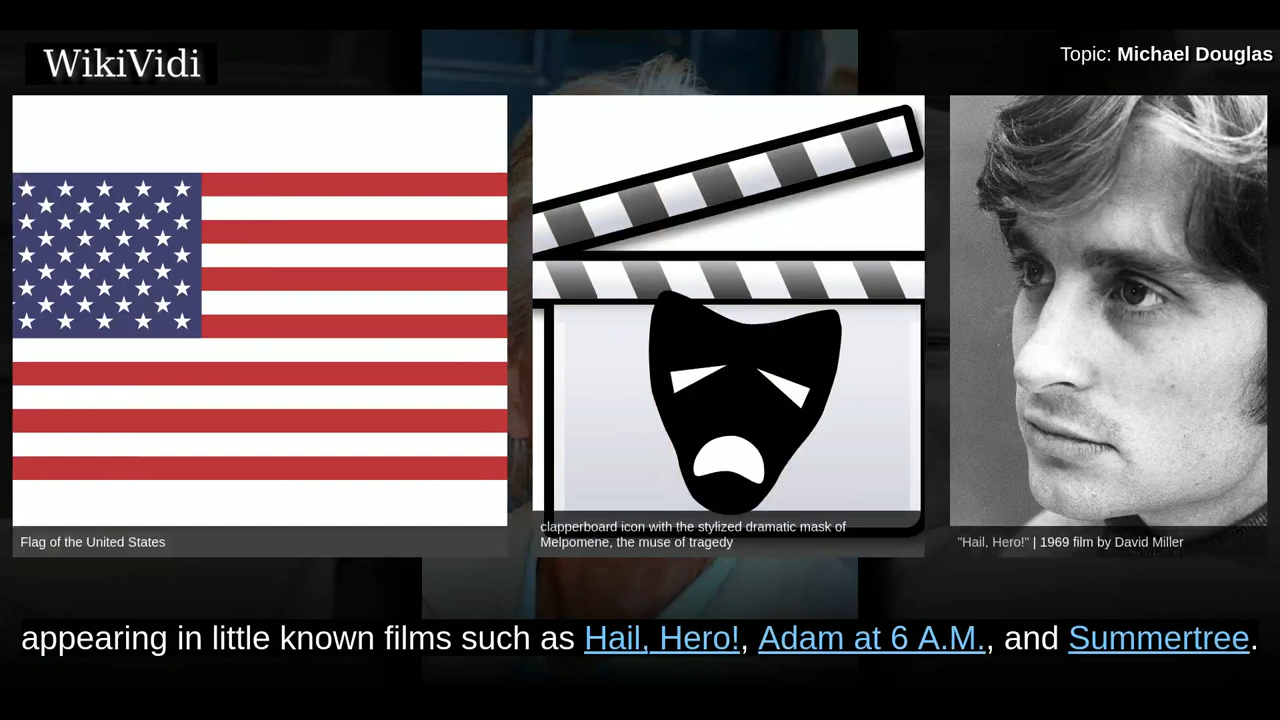 WikiVidi
Topic: Michael Douglas
Flag of the United States
clapperboard icon with the stylized dramatic mask of
Melpomene, the muse of tragedy
"Hail, Hero!" | 1969 film by David Miller
appearing in little known films such as Hail, Hero!, Adam at 6 A.M., and Summertree.